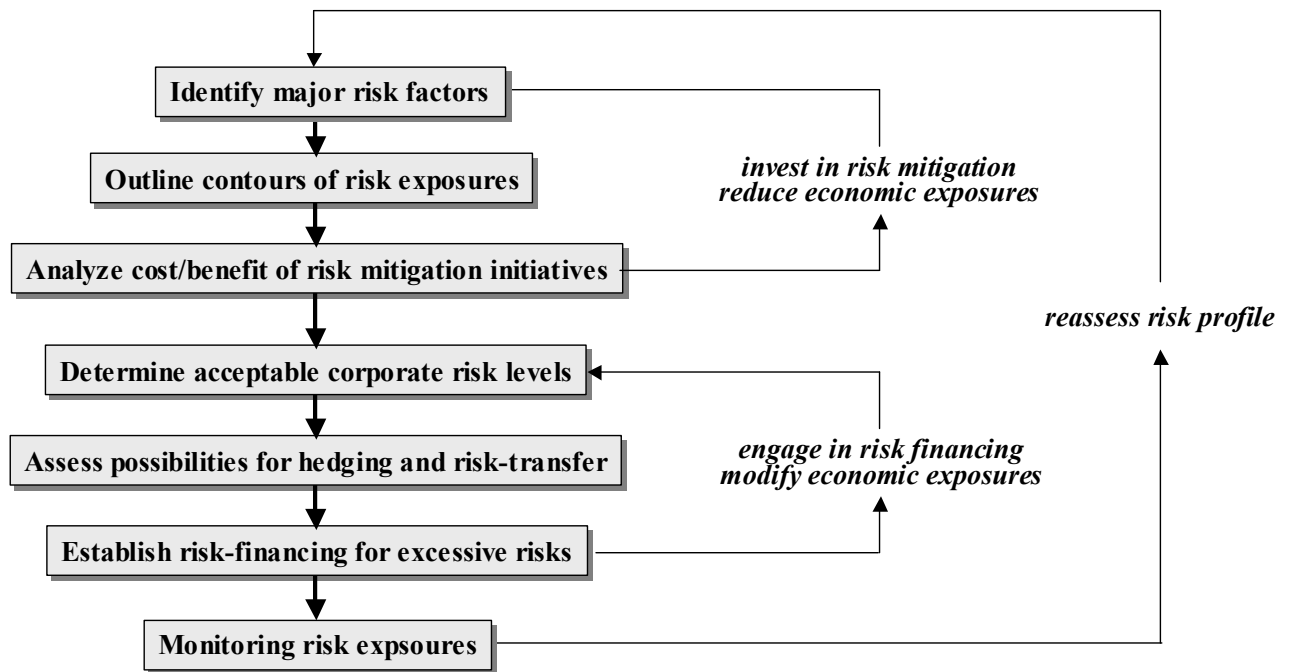 Identify major risk factors
Outline contours of risk exposures
invest in risk mitigation
reduce economic exposures
Analyze cost/benefit of risk mitigation initiatives
reassess risk profile
Determine acceptable corporate risk levels
engage in risk financing
modify economic exposures
Assess possibilities for hedging and risk-transfer
Establish risk-financing for excessive risks
Monitoring risk expsoures